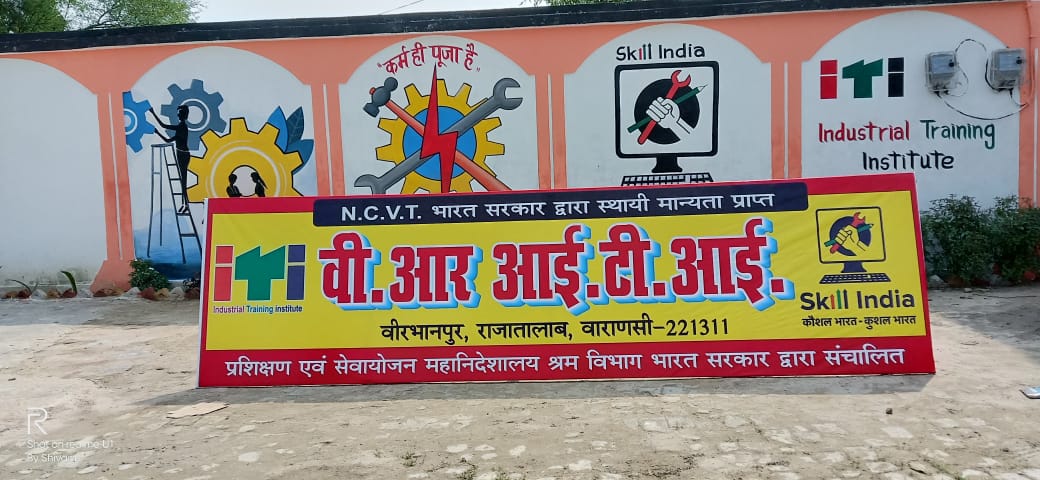 "कर्म ही पूजा है"
Skill India
iTi
Industrial Training
Institute
N.C.V.T. भारत सरकार द्वारा स्थायी मान्यता प्राप्त
iTi
Industrial Training Institute
वी.आर आई.टी.आई.
Skill India
कौशल भारत-कुशल भारत
वीरभानपुर, राजातालाब, वाराणसी-221311
प्रशिक्षण एवं सेवायोजन महानिदेशालय श्रम विभाग भारत सरकार द्वारा संचालित
R
Shot on realme U1
By Shivam